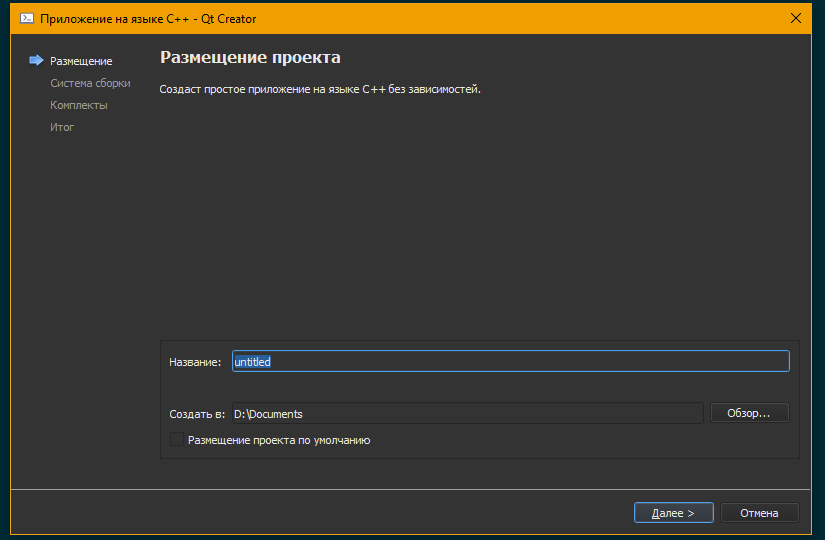 Приложение на языке C++ - Qt Creator
Размещение
Система сборки
Комплекты
Итог
Размещение проекта
Создаст простое приложение на языке C++ без зависимостей.
Название: untitled
Создать в: D:\Documents Обзор...
Размещение проекта по умолчанию
Далее > Отмена